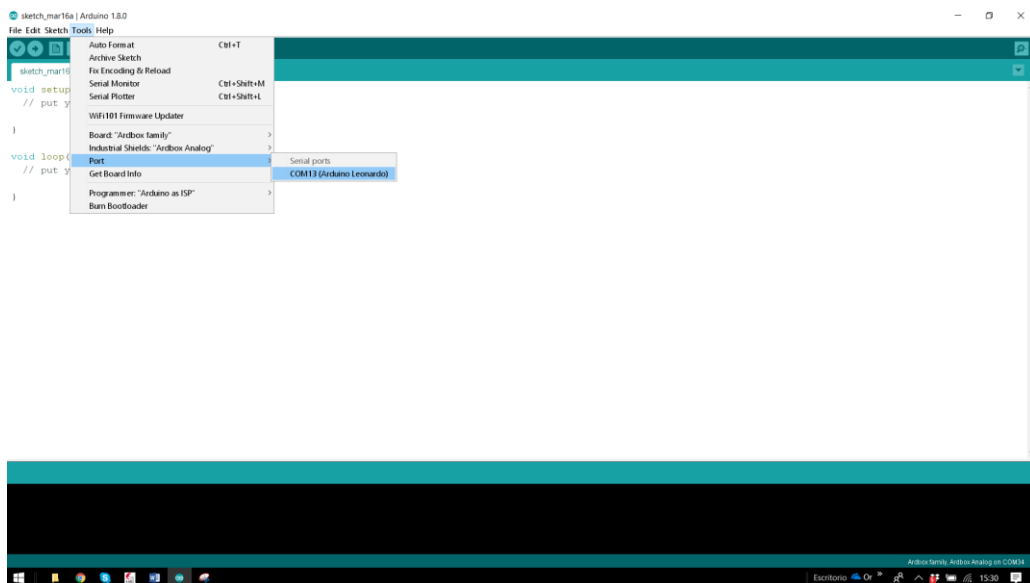 sketch_mar16a | Arduino 1.8.0
File Edit Sketch Tools Help
sketch_mar16
Auto Format Ctrl+T
Archive Sketch
Fix Encoding & Reload
Serial Monitor Ctrl+Shift+M
Serial Plotter Ctrl+Shift+L
WiFi101 Firmware Updater
Board: "Ardbox family"
Industrial Shields: "Ardbox Analog"
Port
Get Board Info
Programmer: "Arduino as ISP"
Burn Bootloader
Serial ports
COM13 (Arduino Leonardo)
void setup
// put y
}
void loop(
// put y
}
Ardbox family, Ardbox Analog on COM34
Escritorio Or
15:30